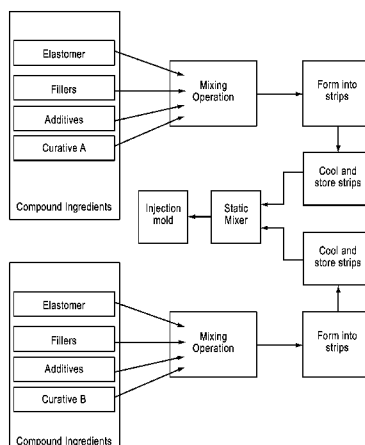 Elastomer
Fillers
Additives
Curative A
Compound Ingredients
Mixing
Operation
Form into
strips
Cool and
store strips
Injection
mold
Static
Mixer
Cool and
store strips
Elastomer
Fillers
Additives
Curative B
Compound Ingredients
Mixing
Operation
Form into
strips